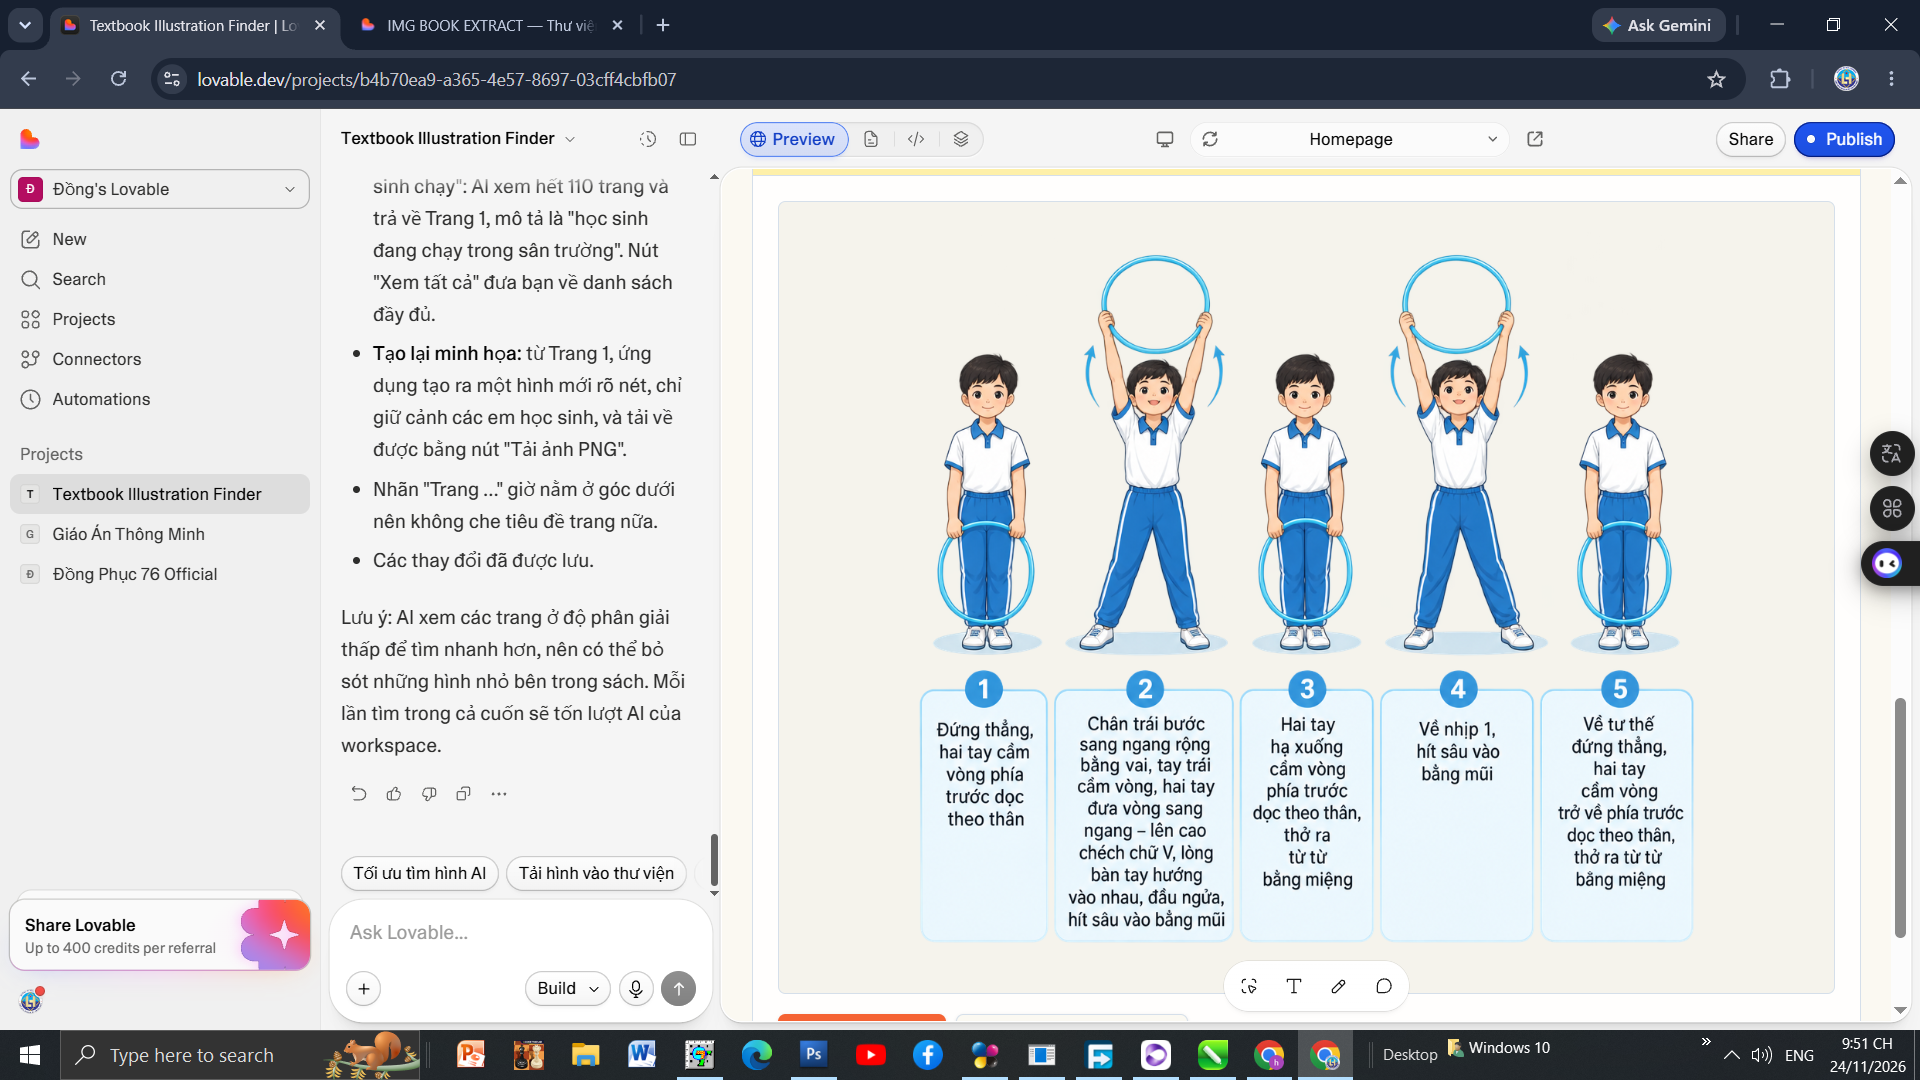 Textbook Illustration Finder | Lo
IMG BOOK EXTRACT — Thư việ
Ask Gemini
lovable.dev/projects/b4b70ea9-a365-4e57-8697-03cff4cbfb07
Đ
Đồng's Lovable
New
Search
Projects
Connectors
Automations
Projects
T
Textbook Illustration Finder
G
Giáo Án Thông Minh
Đ
Đồng Phục 76 Official
Share Lovable
Up to 400 credits per referral
Textbook Illustration Finder
sinh chạy": AI xem hết 110 trang và
trả về Trang 1, mô tả là "học sinh
đang chạy trong sân trường". Nút
"Xem tất cả" đưa bạn về danh sách
đầy đủ.
Tạo lại minh họa: từ Trang 1, ứng
dụng tạo ra một hình mới rõ nét, chỉ
giữ cảnh các em học sinh, và tải về
được bằng nút "Tải ảnh PNG".
Nhãn "Trang ..." giờ nằm ở góc dưới
nên không che tiêu đề trang nữa.
Các thay đổi đã được lưu.
Lưu ý: AI xem các trang ở độ phân giải
thấp để tìm nhanh hơn, nên có thể bỏ
sót những hình nhỏ bên trong sách. Mỗi
lần tìm trong cả cuốn sẽ tốn lượt AI của
workspace.
Tối ưu tìm hình AI
Tải hình vào thư viện
Ask Lovable...
Build
Preview
Homepage
Share
Publish
1
Đứng thẳng,
hai tay cầm
vòng phía
trước dọc
theo thân
2
Chân trái bước
sang ngang rộng
bằng vai, tay trái
cầm vòng, hai tay
đưa vòng sang
ngang – lên cao
chéch chữ V, lòng
bàn tay hướng
vào nhau, đầu ngửa,
hít sâu vào bằng mũi
3
Hai tay
hạ xuống
cầm vòng
phía trước
dọc theo thân,
thở ra
từ từ
bằng miệng
4
Về nhịp 1,
hít sâu vào
bằng mũi
5
Về tư thế
đứng thẳng,
hai tay
cầm vòng
trở về phía trước
dọc theo thân,
thở ra từ từ
bằng miệng
Type here to search
Ps
Desktop
Windows 10
ENG
9:51 CH
24/11/2026